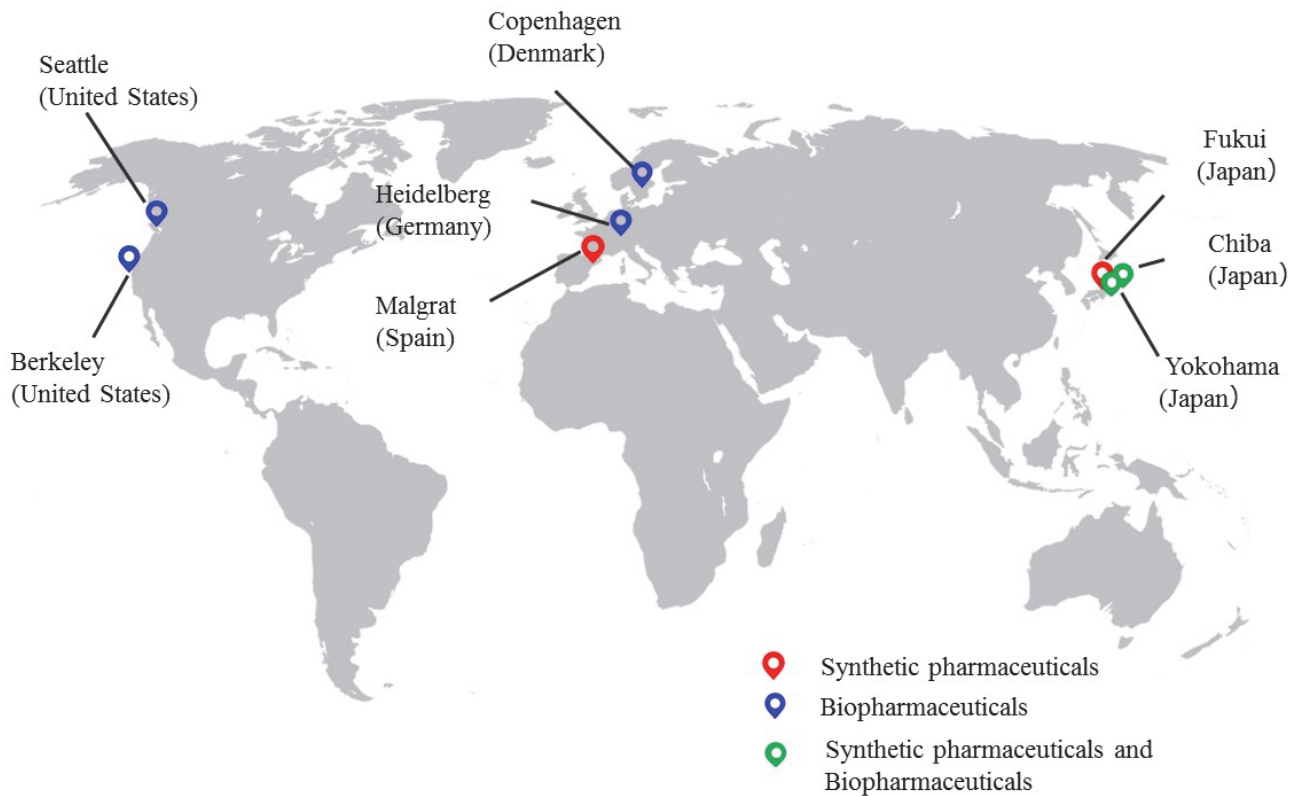 Copenhagen
(Denmark)
Seattle
(United States)
Fukui
(Japan）
Heidelberg
(Germany)
Chiba
(Japan）
Malgrat
(Spain)
Berkeley
(United States)
Yokohama
(Japan）
Synthetic pharmaceuticals
Biopharmaceuticals
Synthetic pharmaceuticals and
Biopharmaceuticals